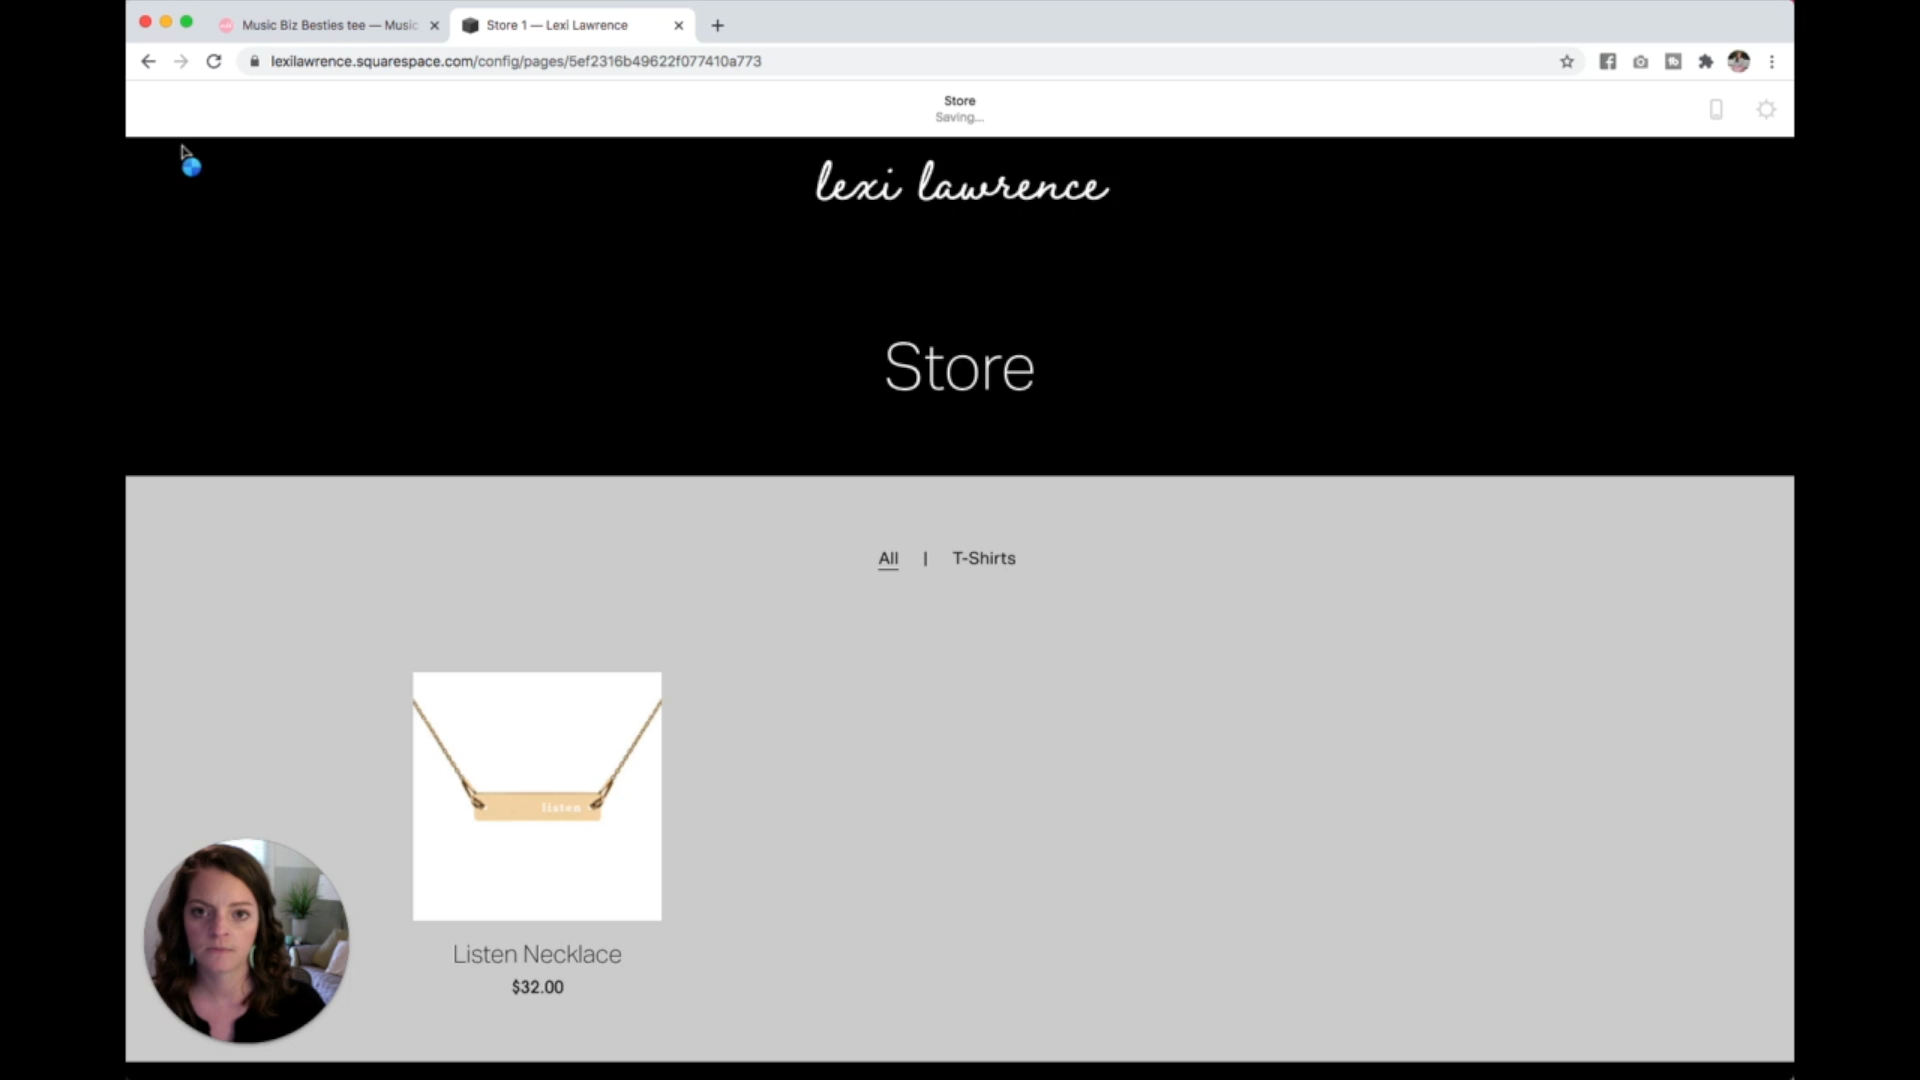 Music Biz Besties tee — Music
Store 1 — Lexi Lawrence
lexilawrence.squarespace.com/config/pages/5ef2316b49622f077410a773
Store
Saving...
lexi lawrence
Store
All | T-Shirts
listen
Listen Necklace
$32.00